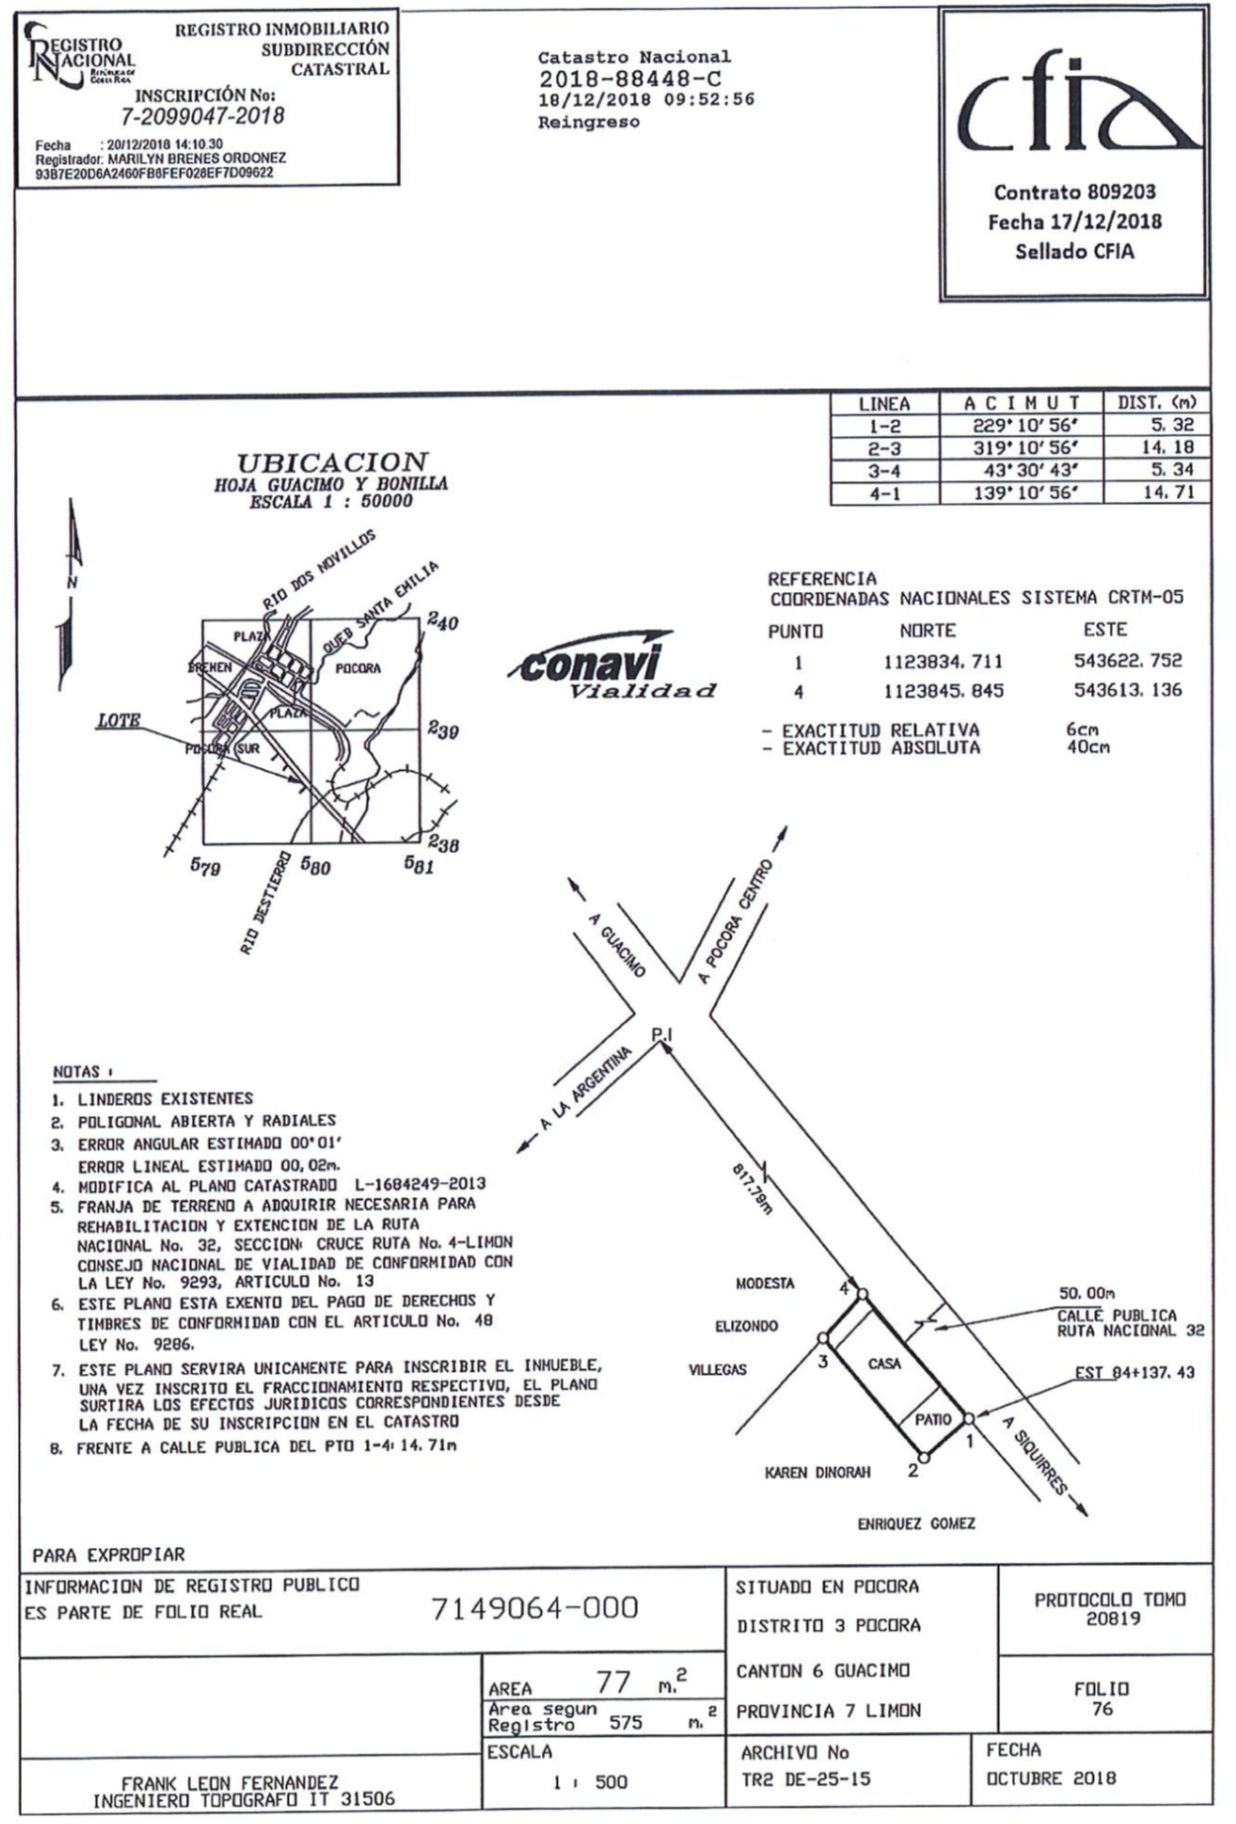 REGISTRO NACIONAL
República de Costa Rica
REGISTRO INMOBILIARIO
SUBDIRECCIÓN
CATASTRAL
INSCRIPCIÓN No:
7-2099047-2018
Fecha : 20/12/2018 14:10.30
Registrador: MARILYN BRENES ORDONEZ
93B7E20D6A2460FB8FEF028EF7D09622
Catastro Nacional
2018-88448-C
18/12/2018 09:52:56
Reingreso
cfia
Contrato 809203
Fecha 17/12/2018
Sellado CFIA
LINEA A C I M U T DIST. (m)
1-2 229° 10' 56" 5.32
2-3 319° 10' 56" 14.18
3-4 43° 30' 43" 5.34
4-1 139° 10' 56" 14.71
UBICACION
HOJA GUACIMO Y BONILLA
ESCALA 1 : 50000
N
RIO DOS NOVILLOS
QUEB SANTA EMILIA
PLAZA
BREMEN
POCORA
PLAZA
LOTE
POCORA SUR
240
239
238
579
580
581
RIO DESTIERRO
conavi
Vialidad
REFERENCIA
COORDENADAS NACIONALES SISTEMA CRTM-05
PUNTO NORTE ESTE
1 1123834.711 543622.752
4 1123845.845 543613.136
- EXACTITUD RELATIVA 6cm
- EXACTITUD ABSOLUTA 40cm
A GUACIMO
A POCORA CENTRO
P.I
A LA ARGENTINA
817.79m
MODESTA
ELIZONDO
VILLEGAS
4
3
CASA
PATIO
1
2
50.00m
CALLE PUBLICA
RUTA NACIONAL 32
EST 84+137.43
A SIQUIRRES
KAREN DINORAH
ENRIQUEZ GOMEZ
NOTAS :
1. LINDEROS EXISTENTES
2. POLIGONAL ABIERTA Y RADIALES
3. ERROR ANGULAR ESTIMADO 00°01'
ERROR LINEAL ESTIMADO 00,02m.
4. MODIFICA AL PLANO CATASTRADO L-1684249-2013
5. FRANJA DE TERRENO A ADQUIRIR NECESARIA PARA
REHABILITACION Y EXTENCION DE LA RUTA
NACIONAL No. 32, SECCION: CRUCE RUTA No. 4-LIMON
CONSEJO NACIONAL DE VIALIDAD DE CONFORMIDAD CON
LA LEY No. 9293, ARTICULO No. 13
6. ESTE PLANO ESTA EXENTO DEL PAGO DE DERECHOS Y
TIMBRES DE CONFORMIDAD CON EL ARTICULO No. 48
LEY No. 9286.
7. ESTE PLANO SERVIRA UNICAMENTE PARA INSCRIBIR EL INMUEBLE,
UNA VEZ INSCRITO EL FRACCIONAMIENTO RESPECTIVO, EL PLANO
SURTIRA LOS EFECTOS JURIDICOS CORRESPONDIENTES DESDE
LA FECHA DE SU INSCRIPCION EN EL CATASTRO
8. FRENTE A CALLE PUBLICA DEL PTO 1-4: 14.71m
PARA EXPROPIAR
INFORMACION DE REGISTRO PUBLICO
ES PARTE DE FOLIO REAL 7149064-000
SITUADO EN POCORA
DISTRITO 3 POCORA
CANTON 6 GUACIMO
PROVINCIA 7 LIMON
PROTOCOLO TOMO
20819
FOLIO
76
AREA 77 m.2
Area segun
Registro 575 m.2
ESCALA
1 : 500
ARCHIVO No
TR2 DE-25-15
FECHA
OCTUBRE 2018
FRANK LEON FERNANDEZ
INGENIERO TOPOGRAFO IT 31506